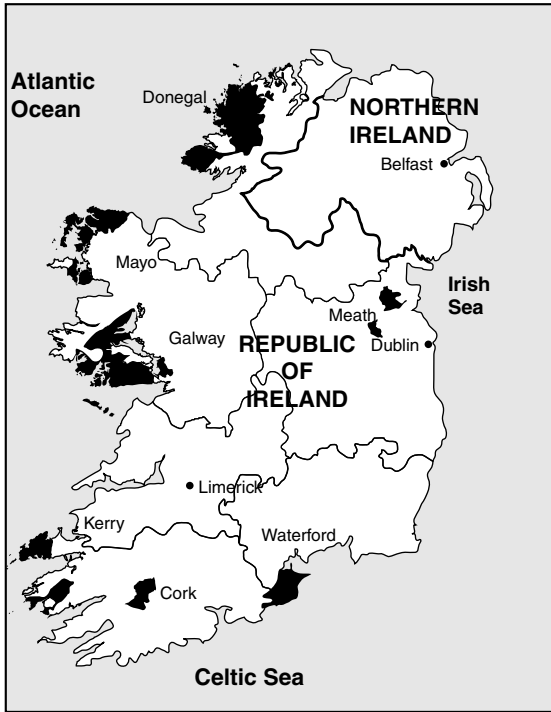 Atlantic
Ocean
Donegal
NORTHERN
IRELAND
Belfast
Mayo
Irish
Sea
Meath
Galway
REPUBLIC
OF
IRELAND
Dublin
Limerick
Kerry
Waterford
Cork
Celtic Sea